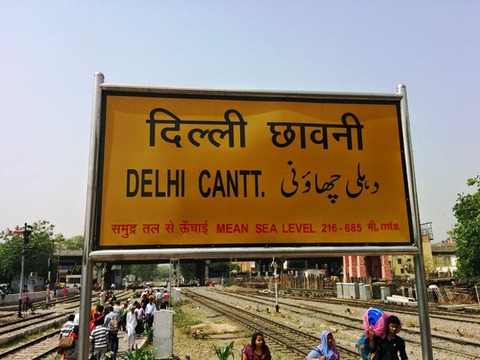 दिल्ली छावनी
DELHI CANTT. دہلی چھاؤنی
समुद्र तल से ऊँचाई MEAN SEA LEVEL 216-685 मी. mts.